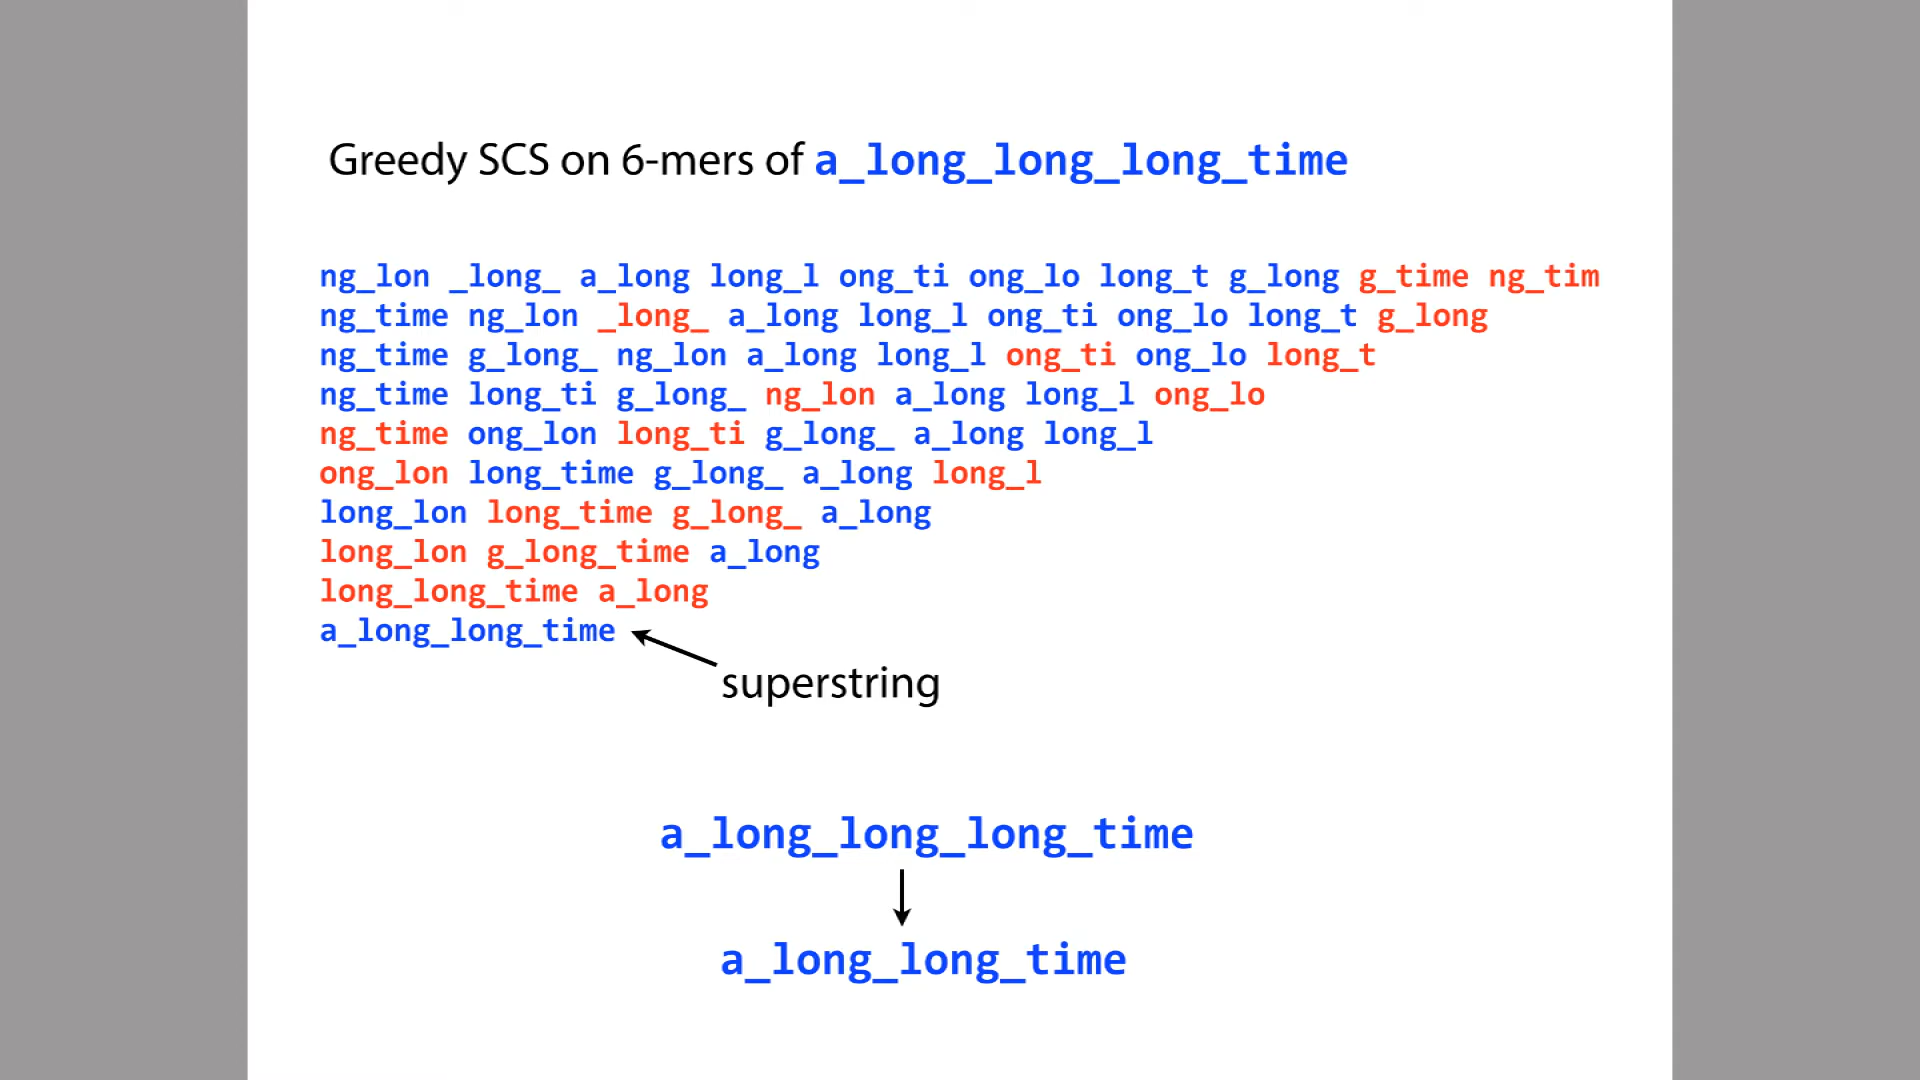 Greedy SCS on 6-mers of a_long_long_long_time
ng_lon _long_ a_long long_l ong_ti ong_lo long_t g_long g_time ng_tim
ng_time ng_lon _long_ a_long long_l ong_ti ong_lo long_t g_long
ng_time g_long_ ng_lon a_long long_l ong_ti ong_lo long_t
ng_time long_ti g_long_ ng_lon a_long long_l ong_lo
ng_time ong_lon long_ti g_long_ a_long long_l
ong_lon long_time g_long_ a_long long_l
long_lon long_time g_long_ a_long
long_lon g_long_time a_long
long_long_time a_long
a_long_long_time
superstring
a_long_long_long_time
a_long_long_time